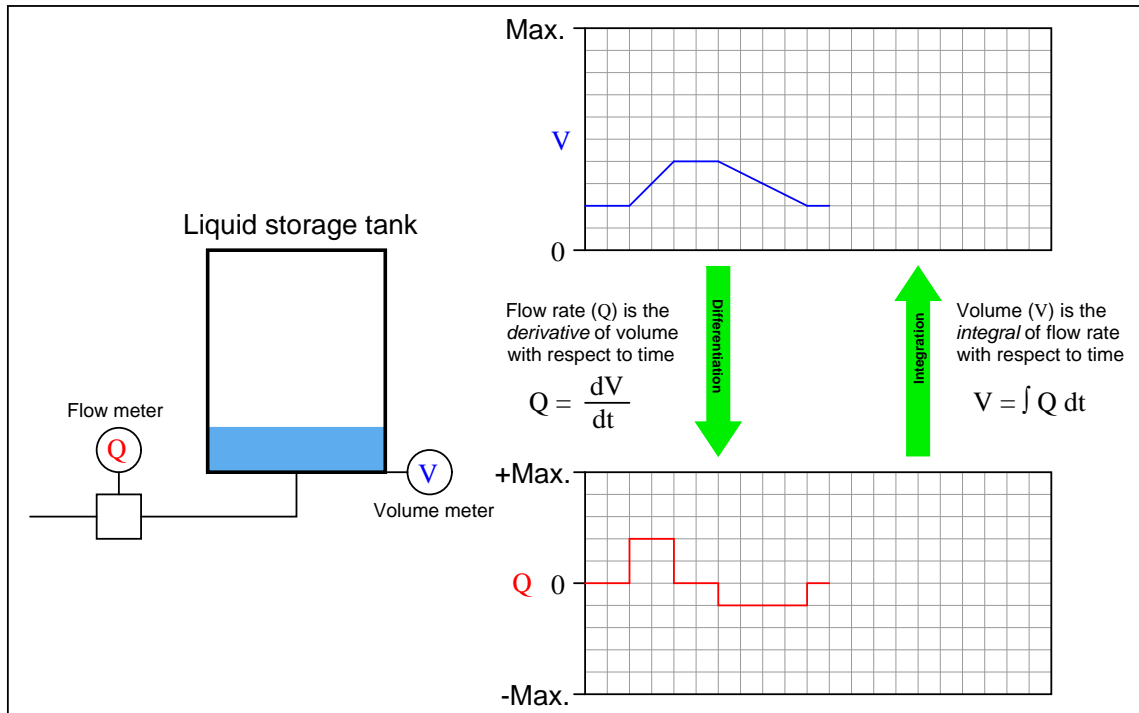 Max.
V
0
Liquid storage tank
Flow meter
Q
V
Volume meter
Flow rate (Q) is the
derivative of volume
with respect to time
Q = dV
dt
Differentiation
Integration
Volume (V) is the
integral of flow rate
with respect to time
V = ∫ Q dt
+Max.
Q 0
-Max.